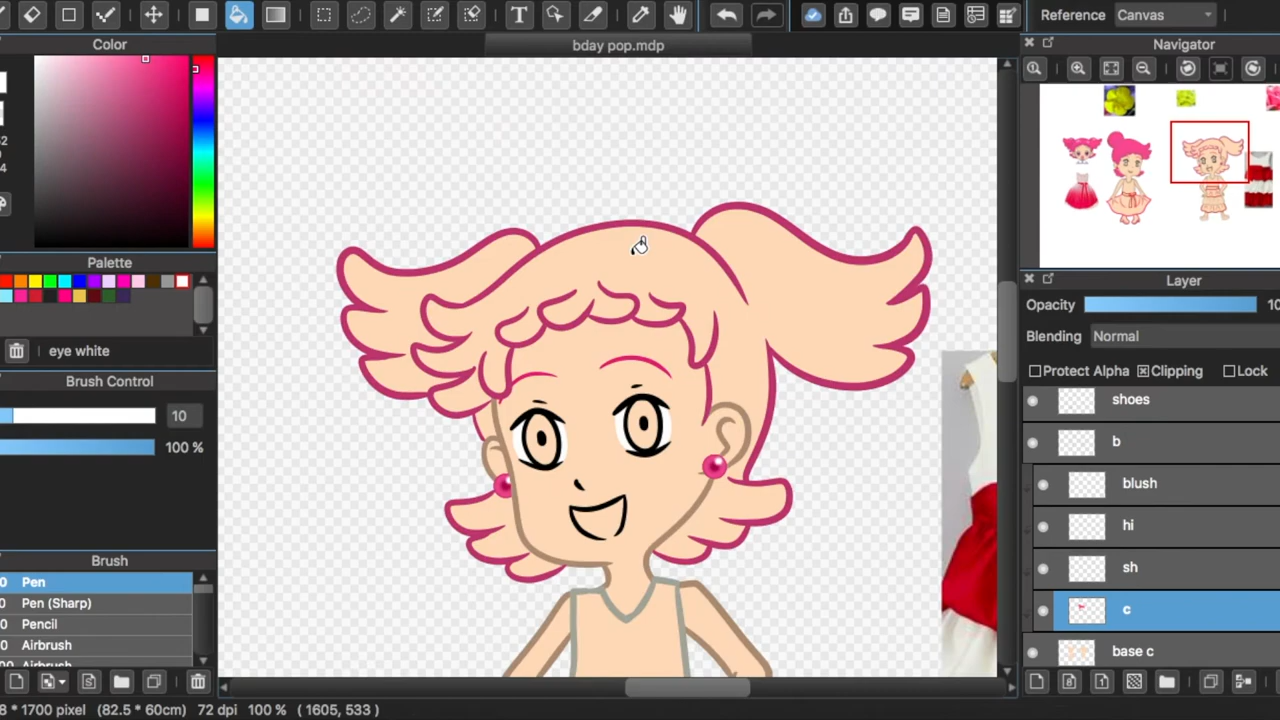 Reference Canvas
bday pop.mdp
Color
Navigator
Palette
eye white
Brush Control
10
100 %
Brush
Pen
Pen (Sharp)
Pencil
Airbrush
Layer
Opacity
Blending Normal
Protect Alpha Clipping Lock
shoes
b
blush
hi
sh
c
base c
8 * 1700 pixel (82.5 * 60cm) 72 dpi 100 % ( 1605, 533 )